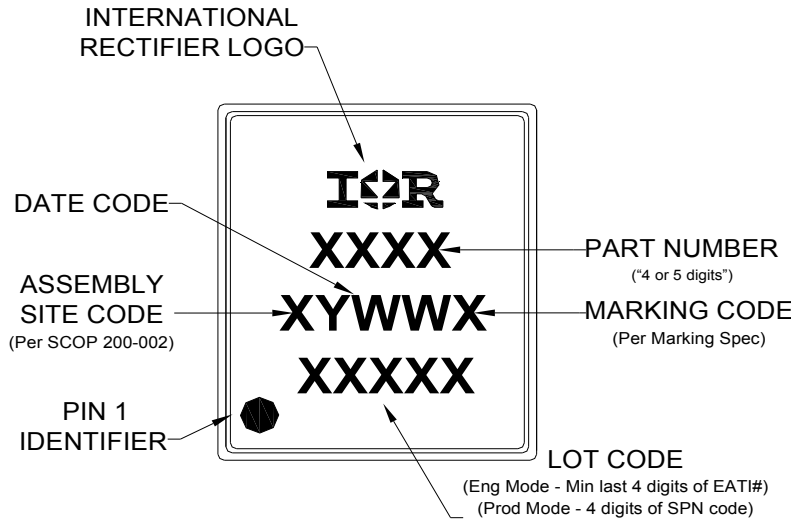 INTERNATIONAL
RECTIFIER LOGO
IOR
DATE CODE
XXXX
PART NUMBER
(“4 or 5 digits”)
ASSEMBLY
SITE CODE
(Per SCOP 200-002)
XYWWX
MARKING CODE
(Per Marking Spec)
XXXXX
PIN 1
IDENTIFIER
LOT CODE
(Eng Mode - Min last 4 digits of EATI#)
(Prod Mode - 4 digits of SPN code)